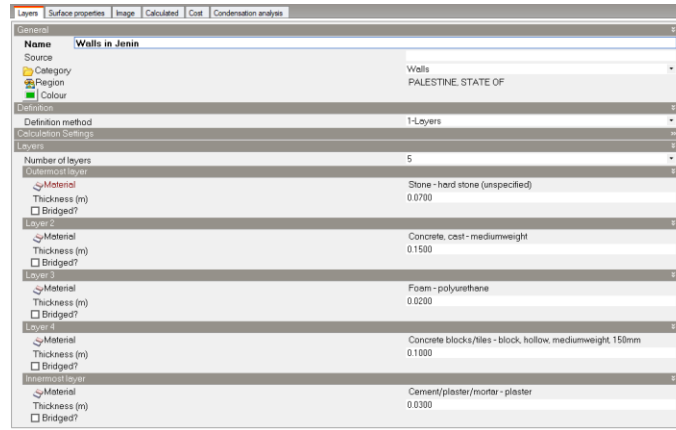 Layers Surface properties Image Calculated Cost Condensation analysis
General
Name Walls in Jenin
Source
Category Walls
Region PALESTINE, STATE OF
Colour
Definition
Definition method 1-Layers
Calculation Settings
Layers
Number of layers 5
Outermost layer
Material Stone - hard stone (unspecified)
Thickness (m) 0.0700
Bridged?
Layer 2
Material Concrete, cast - mediumweight
Thickness (m) 0.1500
Bridged?
Layer 3
Material Foam - polyurethane
Thickness (m) 0.0200
Bridged?
Layer 4
Material Concrete blocks/tiles - block, hollow, mediumweight, 150mm
Thickness (m) 0.1000
Bridged?
Innermost layer
Material Cement/plaster/mortar - plaster
Thickness (m) 0.0300
Bridged?